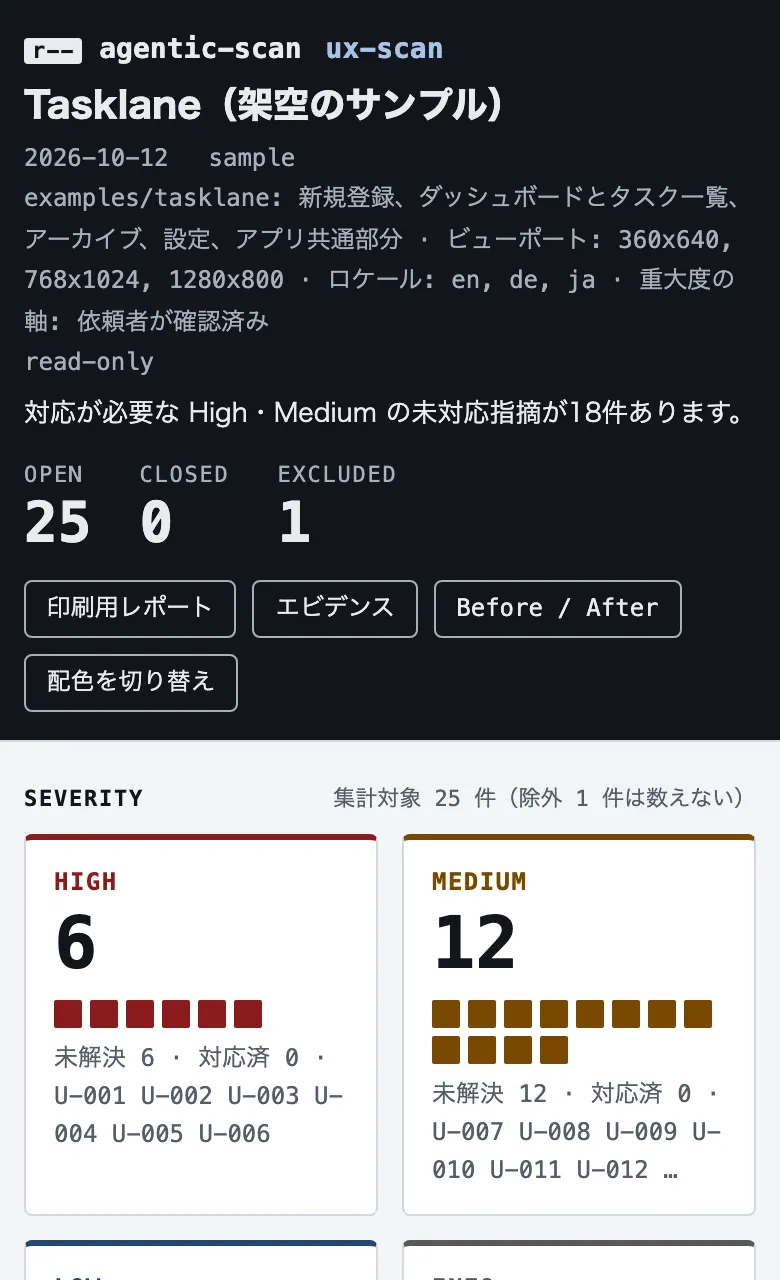 r-- agentic-scan ux-scan
Tasklane（架空のサンプル）
2026-10-12 sample
examples/tasklane: 新規登録、ダッシュボードとタスク一覧、
アーカイブ、設定、アプリ共通部分 · ビューポート: 360x640,
768x1024, 1280x800 · ロケール: en, de, ja · 重大度の
軸: 依頼者が確認済み
read-only
対応が必要な High・Medium の未対応指摘が18件あります。
OPEN CLOSED EXCLUDED
25 0 1
印刷用レポート エビデンス Before / After
配色を切り替え
SEVERITY 集計対象 25 件（除外 1 件は数えない）
HIGH
6
未解決 6 · 対応済 0 ·
U-001 U-002 U-003 U-
004 U-005 U-006
MEDIUM
12
未解決 12 · 対応済 0 ·
U-007 U-008 U-009 U-
010 U-011 U-012 …